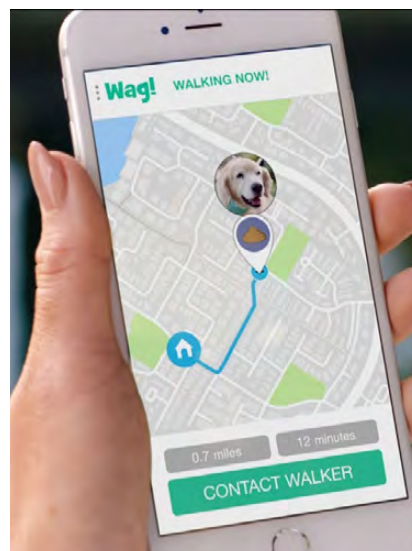 Wag!
WALKING NOW!
0.7 miles
12 minutes
CONTACT WALKER